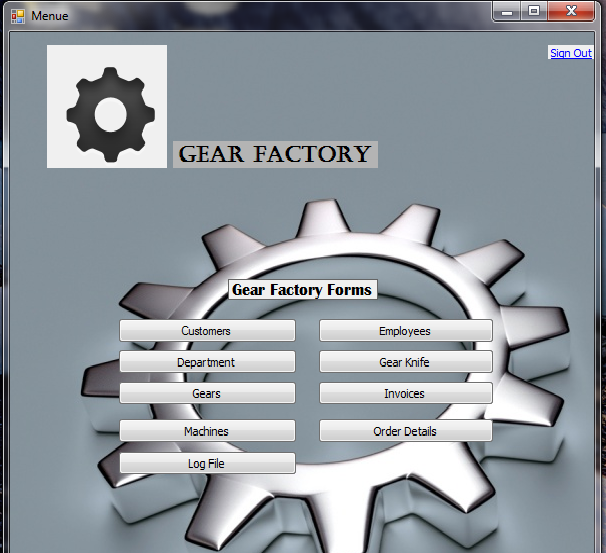 Menue
Sign Out
GEAR FACTORY
Gear Factory Forms
Customers
Employees
Department
Gear Knife
Gears
Invoices
Machines
Order Details
Log File